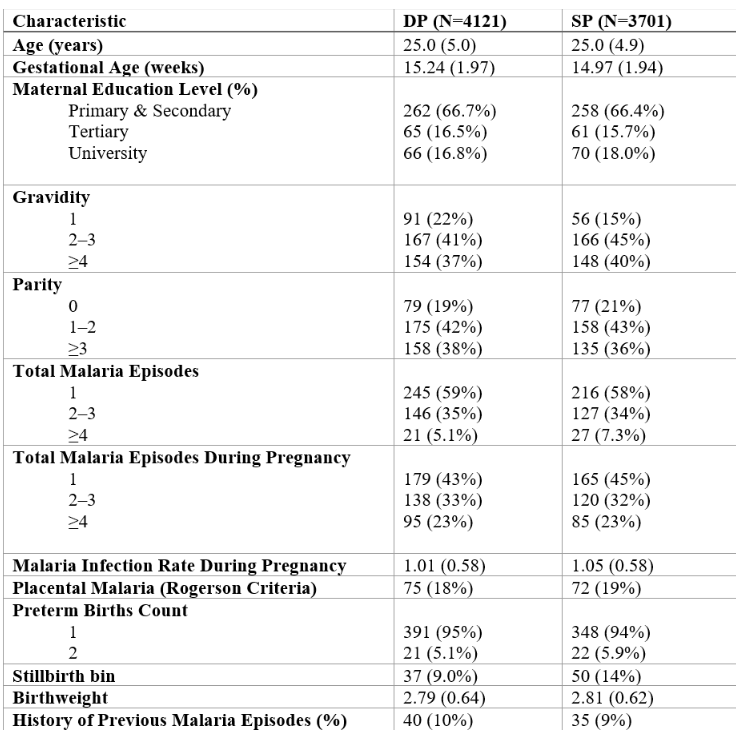 Characteristic DP (N=4121) SP (N=3701)
Age (years) 25.0 (5.0) 25.0 (4.9)
Gestational Age (weeks) 15.24 (1.97) 14.97 (1.94)
Maternal Education Level (%)
Primary & Secondary 262 (66.7%) 258 (66.4%)
Tertiary 65 (16.5%) 61 (15.7%)
University 66 (16.8%) 70 (18.0%)
Gravidity
1 91 (22%) 56 (15%)
2–3 167 (41%) 166 (45%)
≥4 154 (37%) 148 (40%)
Parity
0 79 (19%) 77 (21%)
1–2 175 (42%) 158 (43%)
≥3 158 (38%) 135 (36%)
Total Malaria Episodes
1 245 (59%) 216 (58%)
2–3 146 (35%) 127 (34%)
≥4 21 (5.1%) 27 (7.3%)
Total Malaria Episodes During Pregnancy
1 179 (43%) 165 (45%)
2–3 138 (33%) 120 (32%)
≥4 95 (23%) 85 (23%)
Malaria Infection Rate During Pregnancy 1.01 (0.58) 1.05 (0.58)
Placental Malaria (Rogerson Criteria) 75 (18%) 72 (19%)
Preterm Births Count
1 391 (95%) 348 (94%)
2 21 (5.1%) 22 (5.9%)
Stillbirth bin 37 (9.0%) 50 (14%)
Birthweight 2.79 (0.64) 2.81 (0.62)
History of Previous Malaria Episodes (%) 40 (10%) 35 (9%)